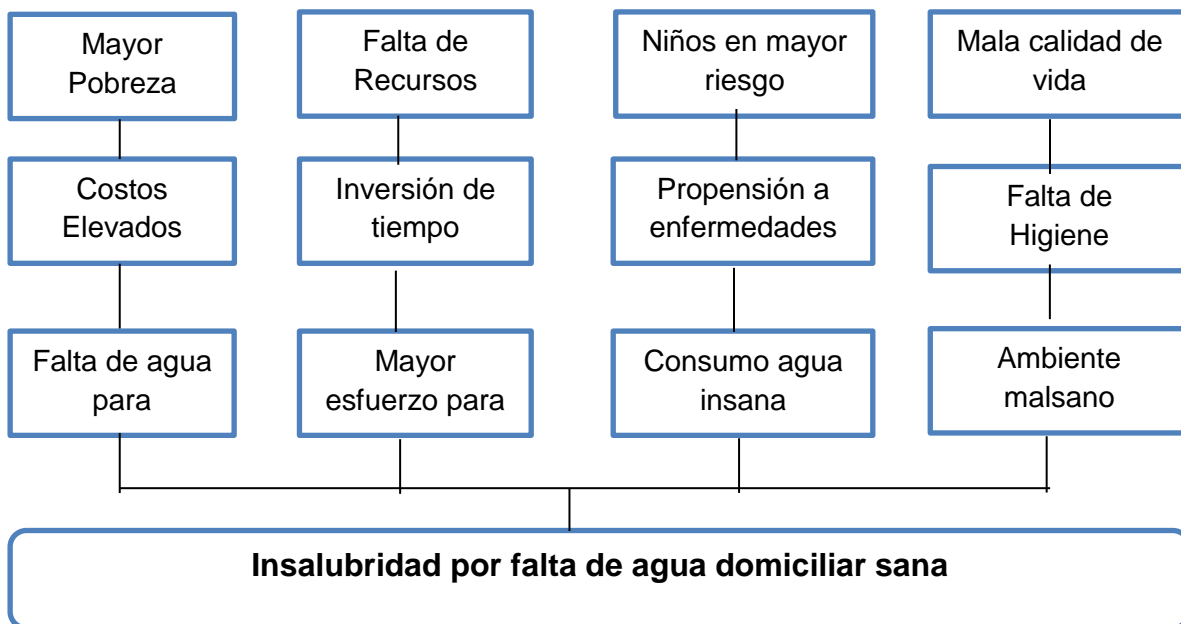 Mayor
Pobreza
Falta de
Recursos
Niños en mayor
riesgo
Mala calidad de
vida
Costos
Elevados
Inversión de
tiempo
Propensión a
enfermedades
Falta de
Higiene
Falta de agua
para
Mayor
esfuerzo para
Consumo agua
insana
Ambiente
malsano
Insalubridad por falta de agua domiciliar sana